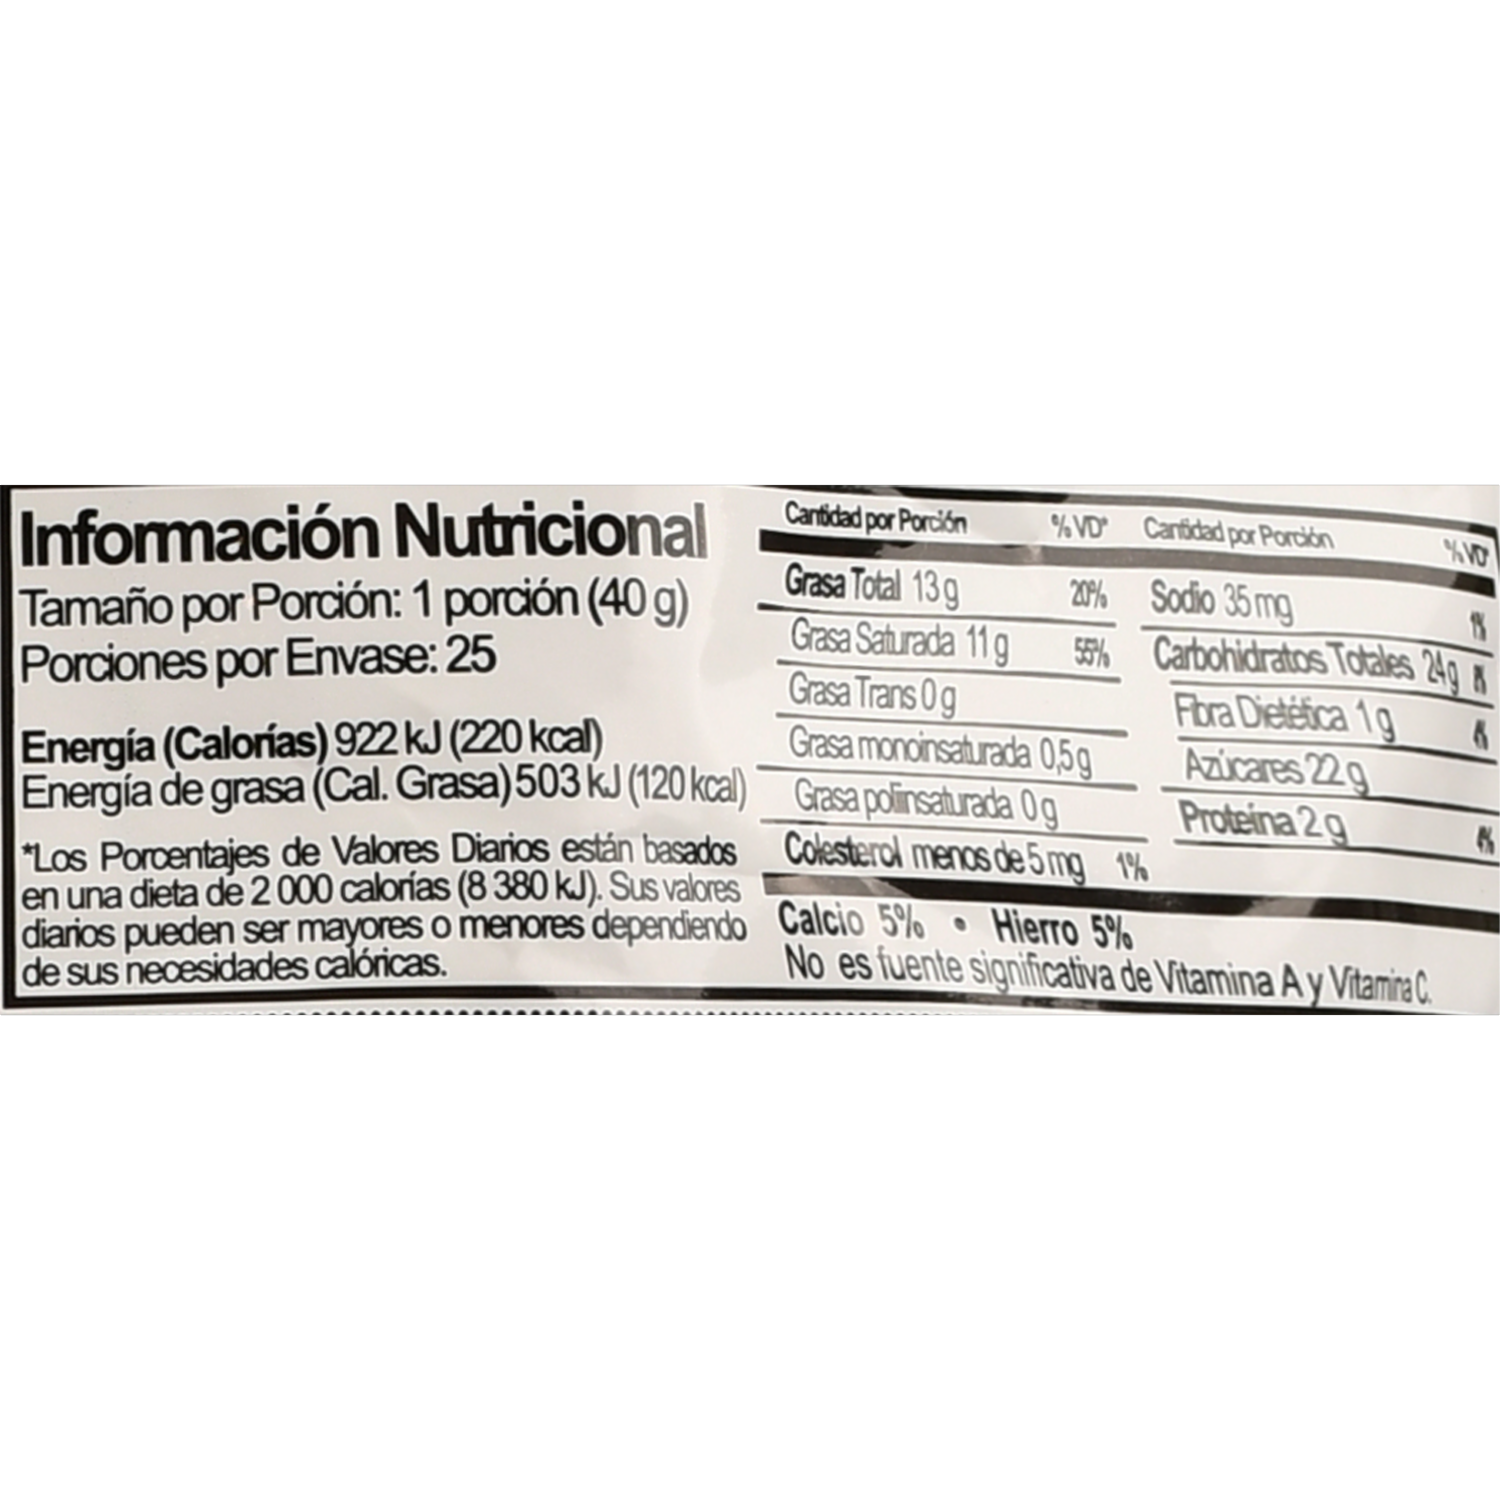 Información Nutricional
Tamaño por Porción: 1 porción (40 g)
Porciones por Envase: 25
Energía (Calorías) 922 kJ (220 kcal)
Energía de grasa (Cal. Grasa) 503 kJ (120 kcal)
*Los Porcentajes de Valores Diarios están basados
en una dieta de 2 000 calorías (8 380 kJ). Sus valores
diarios pueden ser mayores o menores dependiendo
de sus necesidades calóricas.
Cantidad por Porción %VD*
Grasa Total 13 g 20%
Grasa Saturada 11 g 55%
Grasa Trans 0 g
Grasa monoinsaturada 0,5 g
Grasa poliinsaturada 0 g
Colesterol menos de 5 mg 1%
Cantidad por Porción %VD*
Sodio 35 mg 1%
Carbohidratos Totales 24 g
Fibra Dietética 1 g
Azúcares 22 g
Proteína 2 g 4%
Calcio 5% • Hierro 5%
No es fuente significativa de Vitamina A y Vitamina C.